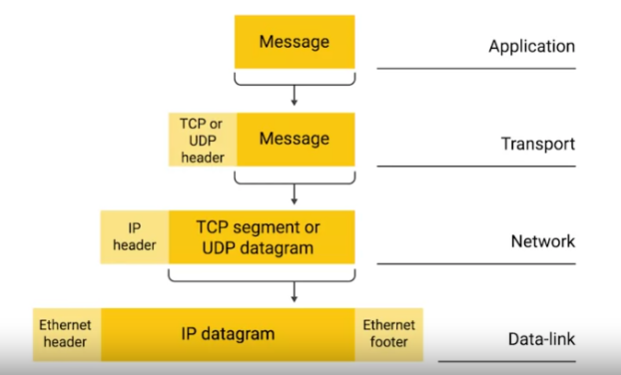 Message
Application
TCP or
UDP
header
Message
Transport
IP
header
TCP segment or
UDP datagram
Network
Ethernet
header
IP datagram
Ethernet
footer
Data-link